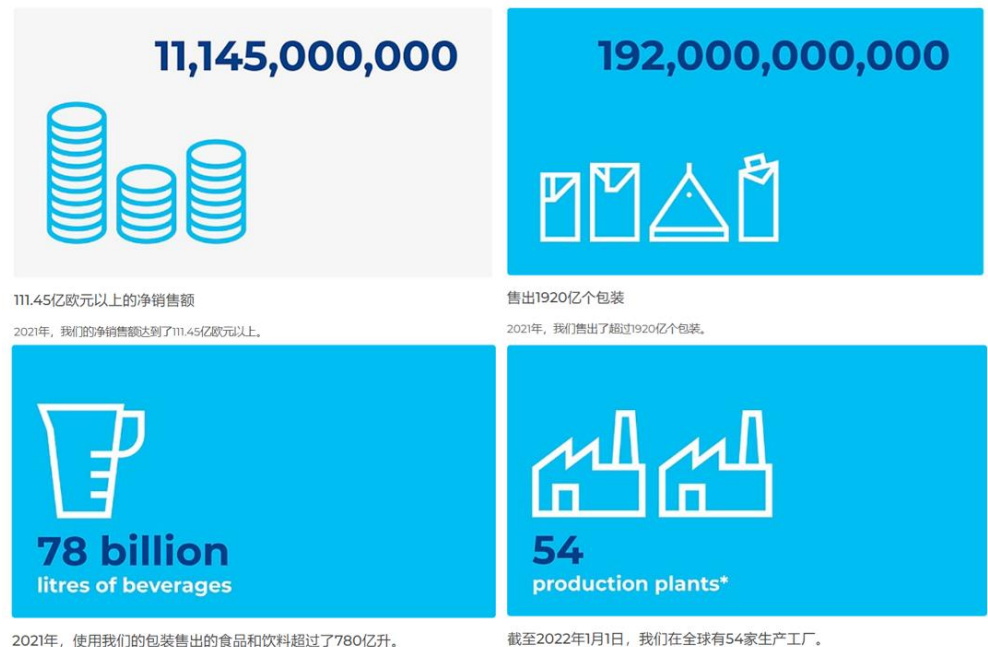 11,145,000,000
111.45亿欧元以上的净销售额
2021年，我们的净销售额达到了111.45亿欧元以上。
192,000,000,000
售出1920亿个包装
2021年，我们售出了超过1920亿个包装。
78 billion
litres of beverages
2021年，使用我们的包装售出的食品和饮料超过了780亿升。
54
production plants*
截至2022年1月1日，我们在全球有54家生产工厂。